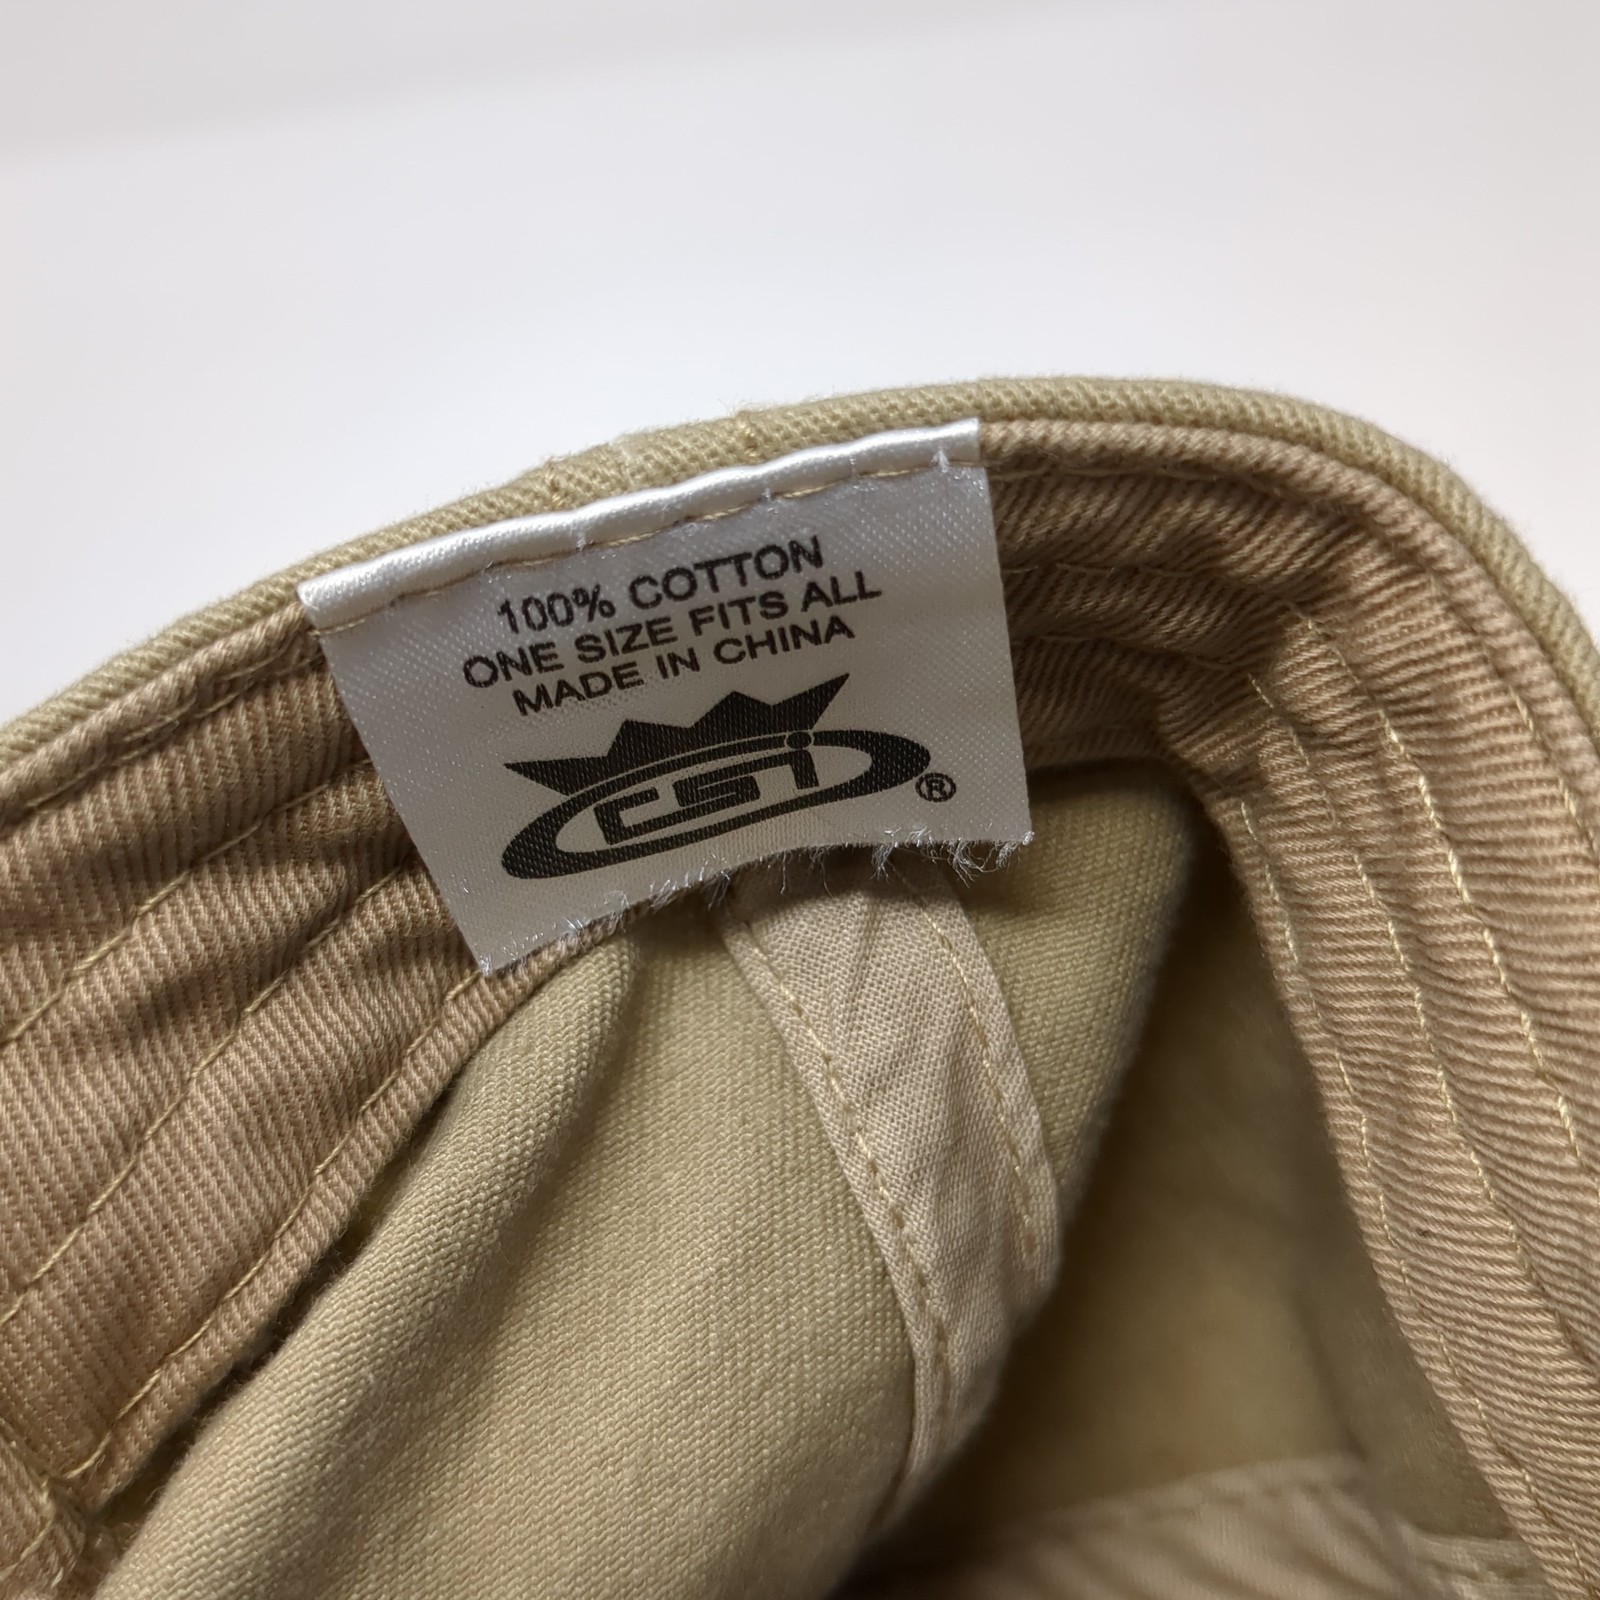 100% COTTON
ONE SIZE FITS ALL
MADE IN CHINA
csi
®